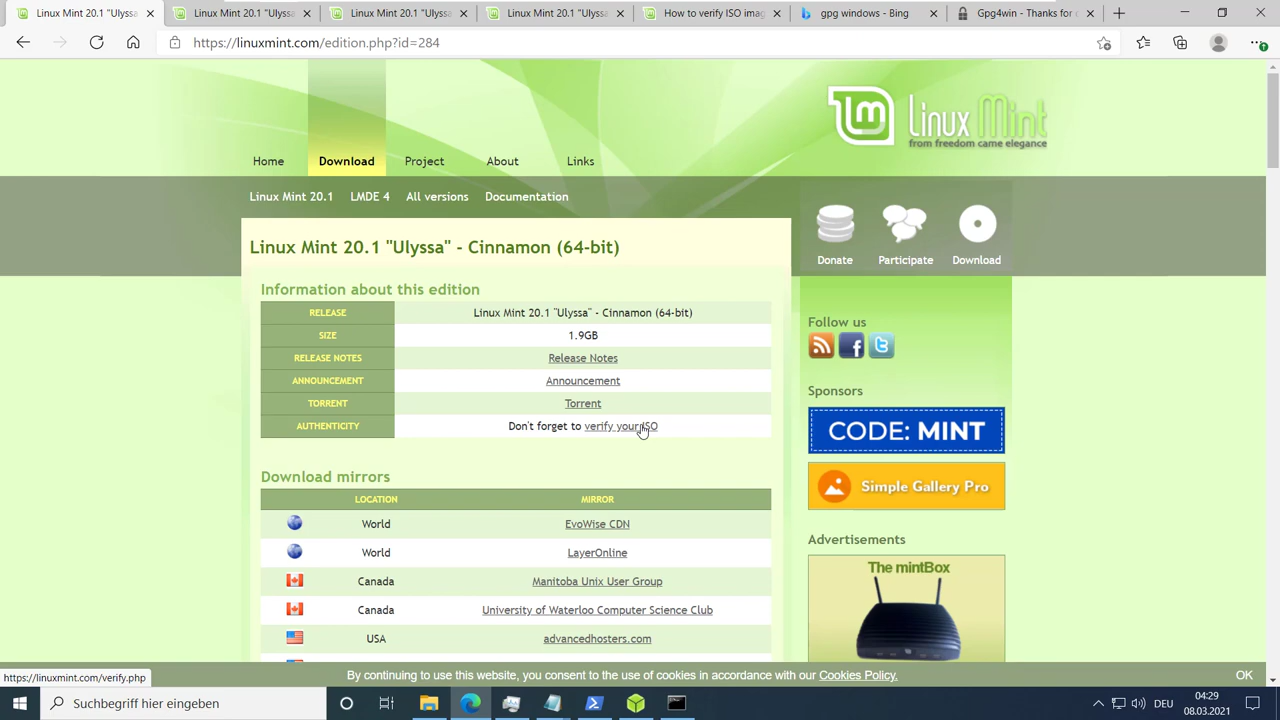 Linux Mint 20.1 "Ulyssa"
Linux Mint 20.1 "Ulyssa"
Linux Mint 20.1 "Ulyssa"
Linux Mint 20.1 "Ulyssa"
How to verify ISO imag
gpg windows - Bing
Gpg4win - Thanks for
https://linuxmint.com/edition.php?id=284
Linux Mint
from freedom came elegance
Home
Download
Project
About
Links
Linux Mint 20.1
LMDE 4
All versions
Documentation
Donate
Participate
Download
Linux Mint 20.1 "Ulyssa" - Cinnamon (64-bit)
Information about this edition
RELEASE Linux Mint 20.1 "Ulyssa" - Cinnamon (64-bit)
SIZE 1.9GB
RELEASE NOTES Release Notes
ANNOUNCEMENT Announcement
TORRENT Torrent
AUTHENTICITY Don't forget to verify your ISO
Download mirrors
LOCATION MIRROR
World EvoWise CDN
World LayerOnline
Canada Manitoba Unix User Group
Canada University of Waterloo Computer Science Club
USA advancedhosters.com
Follow us
Sponsors
CODE: MINT
Simple Gallery Pro
Advertisements
The mintBox
https://linuxmint.com/verify.php
By continuing to use this website, you consent to the use of cookies in accordance with our Cookies Policy.
OK
Suchbegriff hier eingeben
DEU
04:29
08.03.2021